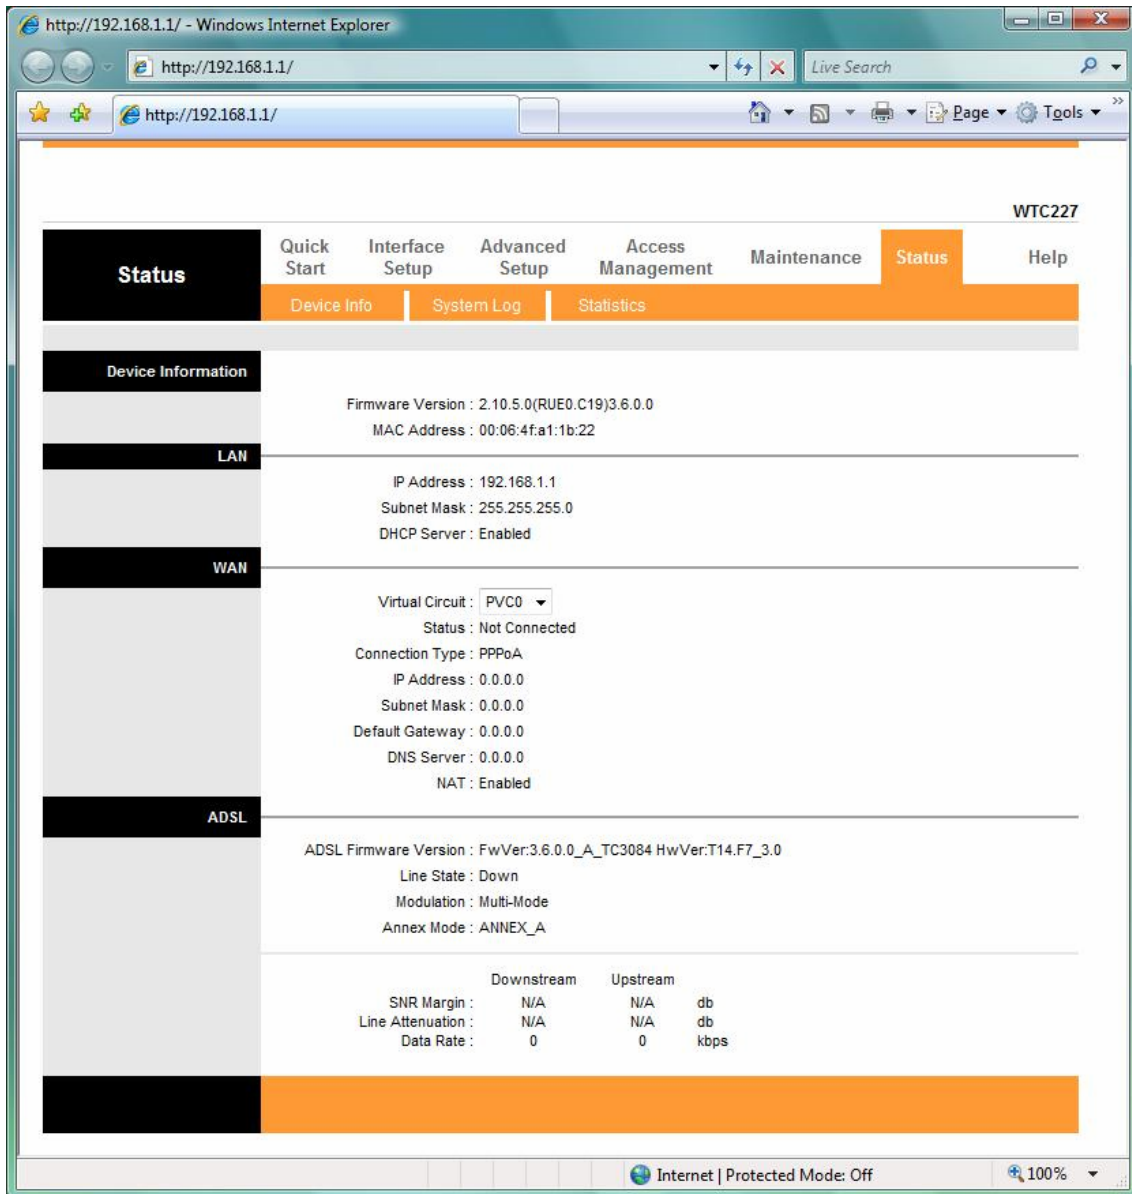 http://192.168.1.1/ - Windows Internet Explorer
http://192.168.1.1/
Live Search
http://192.168.1.1/
Page
Tools
WTC227
Status
Quick Start
Interface Setup
Advanced Setup
Access Management
Maintenance
Status
Help
Device Info
System Log
Statistics
Device Information
Firmware Version : 2.10.5.0(RUE0.C19)3.6.0.0
MAC Address : 00:06:4f:a1:1b:22
LAN
IP Address : 192.168.1.1
Subnet Mask : 255.255.255.0
DHCP Server : Enabled
WAN
Virtual Circuit : PVC0
Status : Not Connected
Connection Type : PPPoA
IP Address : 0.0.0.0
Subnet Mask : 0.0.0.0
Default Gateway : 0.0.0.0
DNS Server : 0.0.0.0
NAT : Enabled
ADSL
ADSL Firmware Version : FwVer:3.6.0.0_A_TC3084 HwVer:T14.F7_3.0
Line State : Down
Modulation : Multi-Mode
Annex Mode : ANNEX_A
Downstream Upstream
SNR Margin : N/A N/A db
Line Attenuation : N/A N/A db
Data Rate : 0 0 kbps
Internet | Protected Mode: Off
100%